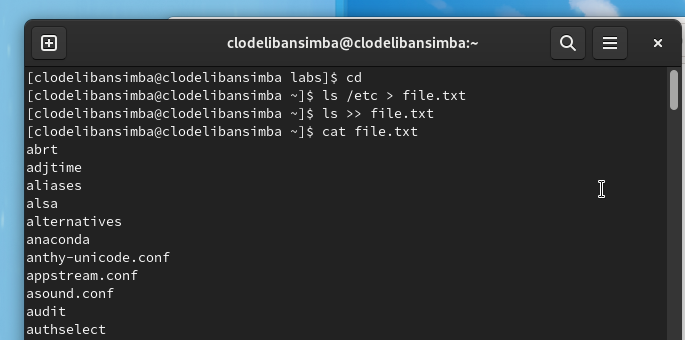 clodelibansimba@clodelibansimba:~
[clodelibansimba@clodelibansimba labs]$ cd
[clodelibansimba@clodelibansimba ~]$ ls /etc > file.txt
[clodelibansimba@clodelibansimba ~]$ ls >> file.txt
[clodelibansimba@clodelibansimba ~]$ cat file.txt
abrt
adjtime
aliases
alsa
alternatives
anaconda
anthy-unicode.conf
appstream.conf
asound.conf
audit
authselect